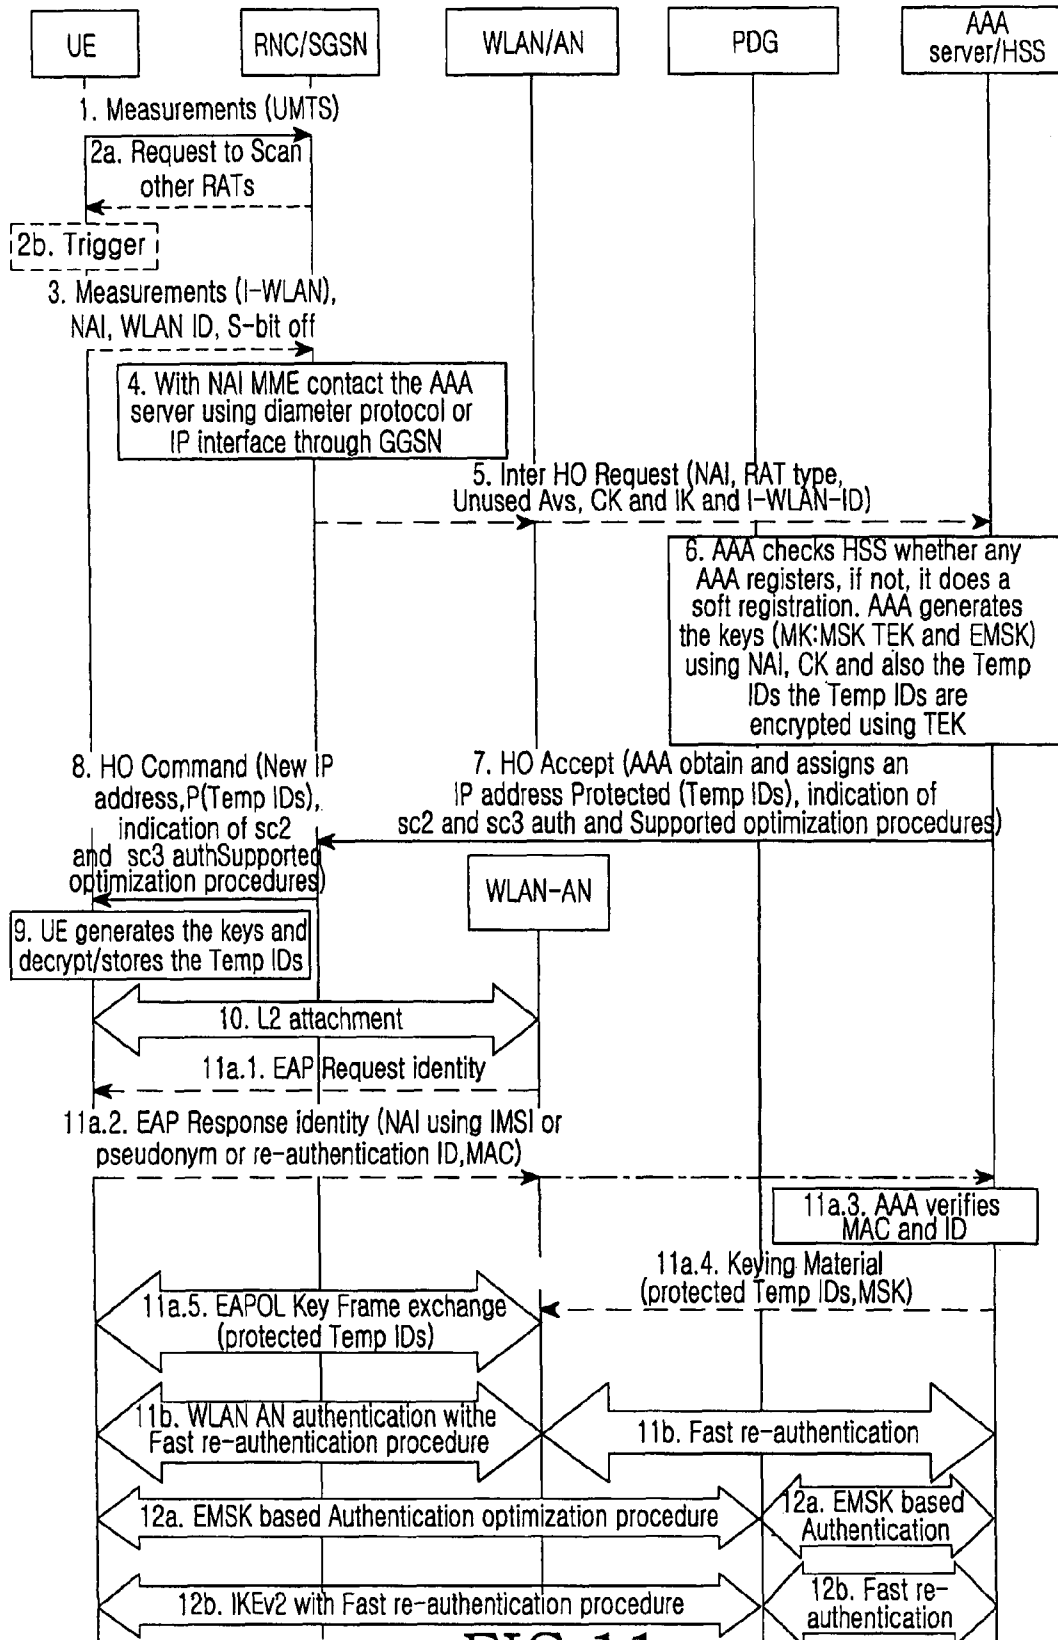 UE
RNC/SGSN
WLAN/AN
PDG
AAA
server/HSS
1. Measurements (UMTS)
2a. Request to Scan
other RATs
2b. Trigger
3. Measurements (I-WLAN),
NAI, WLAN ID, S-bit off
4. With NAI MME contact the AAA
server using diameter protocol or
IP interface through GGSN
5. Inter HO Request (NAI, RAT type,
Unused Avs, CK and IK and I-WLAN-ID)
6. AAA checks HSS whether any
AAA registers, if not, it does a
soft registration. AAA generates
the keys (MK:MSK TEK and EMSK)
using NAI, CK and also the Temp
IDs the Temp IDs are
encrypted using TEK
7. HO Accept (AAA obtain and assigns an
IP address Protected (Temp IDs), indication of
sc2 and sc3 auth and Supported optimization procedures)
8. HO Command (New IP
address,P(Temp IDs),
indication of sc2
and sc3 authSupported
optimization procedures)
WLAN-AN
9. UE generates the keys and
decrypt/stores the Temp IDs
10. L2 attachment
11a.1. EAP Request identity
11a.2. EAP Response identity (NAI using IMSI or
pseudonym or re-authentication ID,MAC)
11a.3. AAA verifies
MAC and ID
11a.4. Keying Material
(protected Temp IDs,MSK)
11a.5. EAPOL Key Frame exchange
(protected Temp IDs)
11b. WLAN AN authentication withe
Fast re-authentication procedure
11b. Fast re-authentication
12a. EMSK based Authentication optimization procedure
12a. EMSK based
Authentication
12b. IKEv2 with Fast re-authentication procedure
12b. Fast re-
authentication
FIG.11